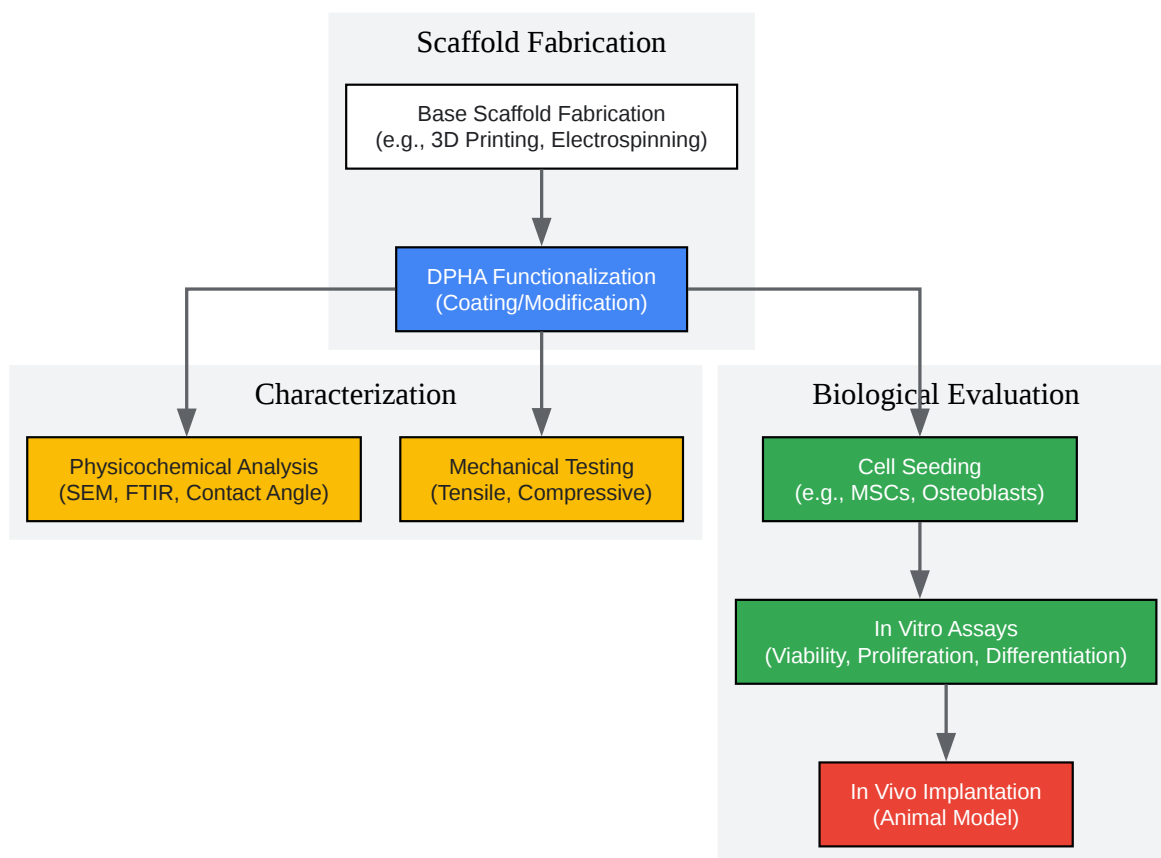 Scaffold Fabrication
Base Scaffold Fabrication
(e.g., 3D Printing, Electrospinning)
DPHA Functionalization
(Coating/Modification)
Characterization
Physicochemical Analysis
(SEM, FTIR, Contact Angle)
Mechanical Testing
(Tensile, Compressive)
Biological Evaluation
Cell Seeding
(e.g., MSCs, Osteoblasts)
In Vitro Assays
(Viability, Proliferation, Differentiation)
In Vivo Implantation
(Animal Model)